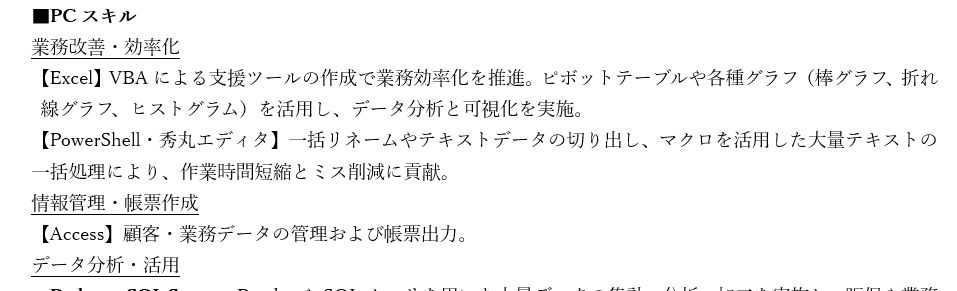 ■PC スキル
業務改善・効率化
【Excel】VBA による支援ツールの作成で業務効率化を推進。ピボットテーブルや各種グラフ（棒グラフ、折れ
線グラフ、ヒストグラム）を活用し、データ分析と可視化を実施。
【PowerShell・秀丸エディタ】一括リネームやテキストデータの切り出し、マクロを活用した大量テキストの
一括処理により、作業時間短縮とミス削減に貢献。
情報管理・帳票作成
【Access】顧客・業務データの管理および帳票出力。
データ分析・活用